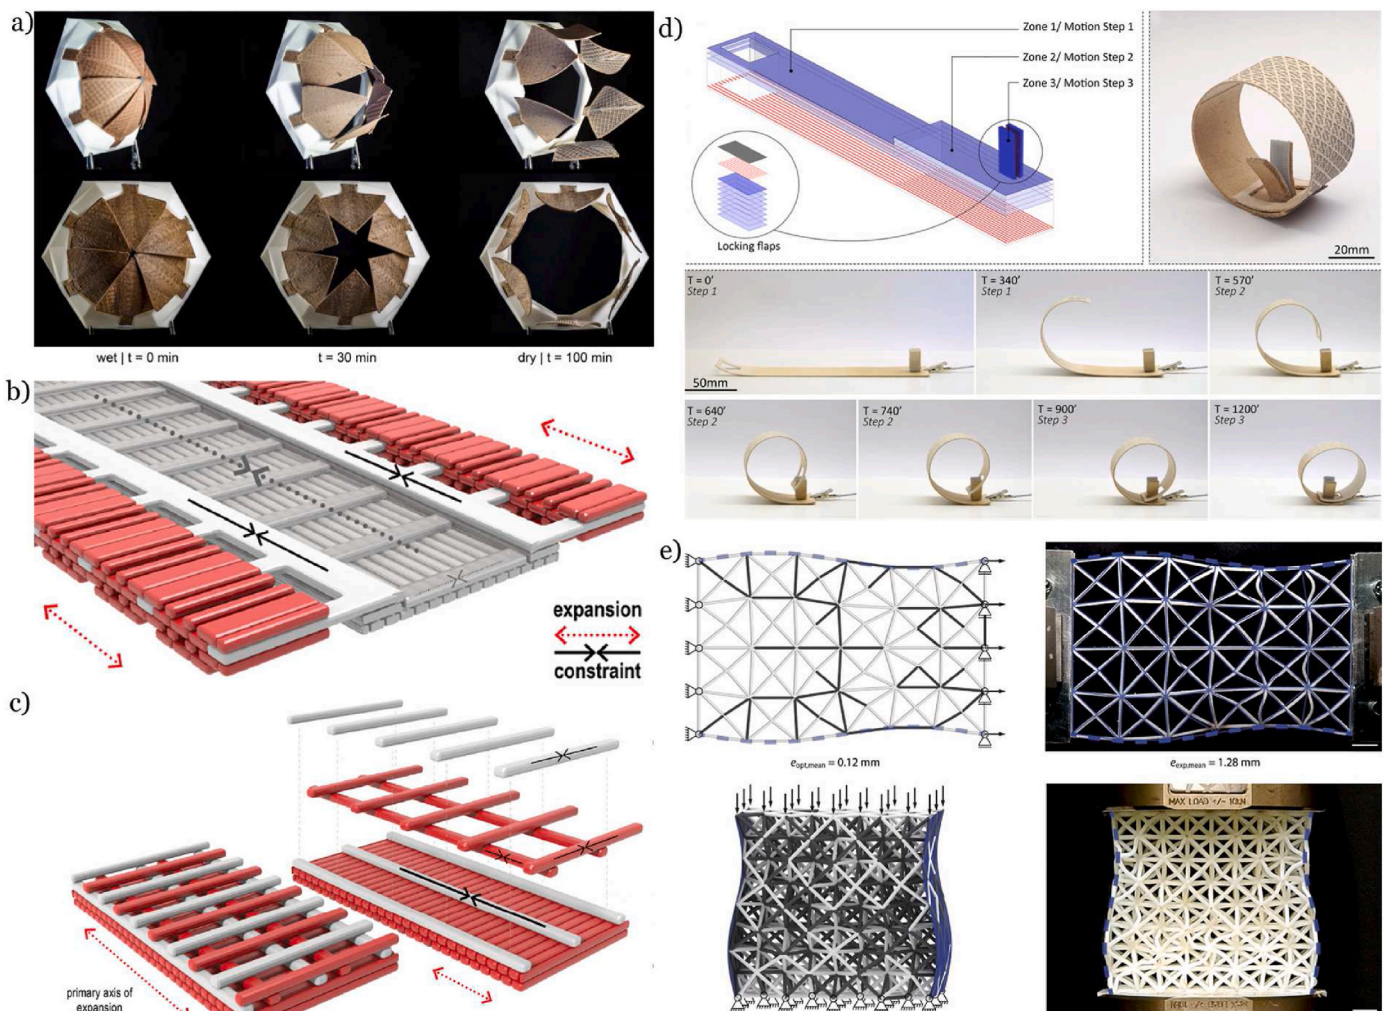 a)
wet | t = 0 min
t = 30 min
dry | t = 100 min
b)
expansion
constraint
c)
primary axis of
expansion
d)
Zone 1/ Motion Step 1
Zone 2/ Motion Step 2
Zone 3/ Motion Step 3
Locking flaps
20mm
T = 0'
Step 1
50mm
T = 340'
Step 1
T = 570'
Step 2
T = 640'
Step 2
T = 740'
Step 2
T = 900'
Step 3
T = 1200'
Step 3
e)
eopt,mean = 0.12 mm
eexp,mean = 1.28 mm
MAX LOAD +/- 10kN